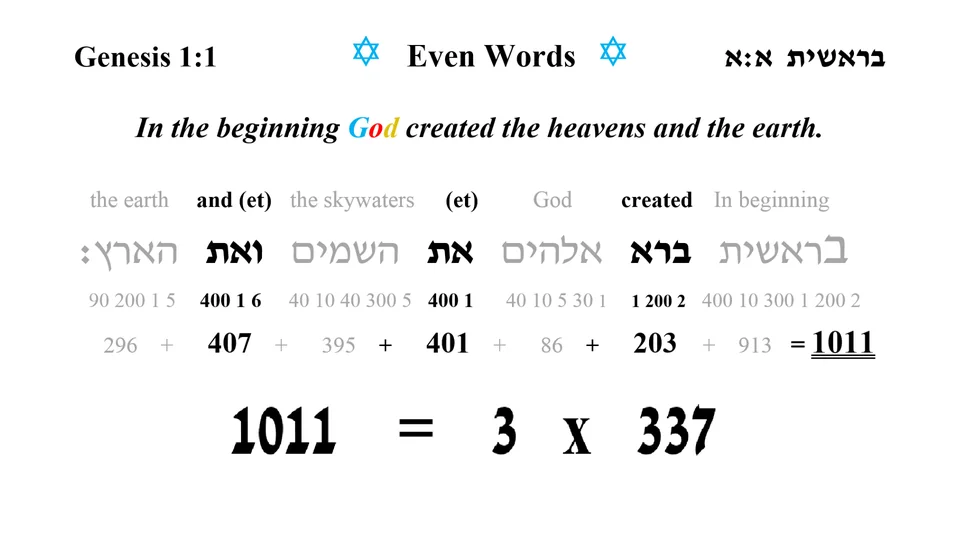 Genesis 1:1 ✡ Even Words ✡ בראשית א:א
In the beginning God created the heavens and the earth.
the earth and (et) the skywaters (et) God created In beginning
בראשית ברא אלהים את השמים ואת הארץ:
90 200 1 5 400 1 6 40 10 40 300 5 400 1 40 10 5 30 1 1 200 2 400 10 300 1 200 2
296 + 407 + 395 + 401 + 86 + 203 + 913 = 1011
1011 = 3 x 337